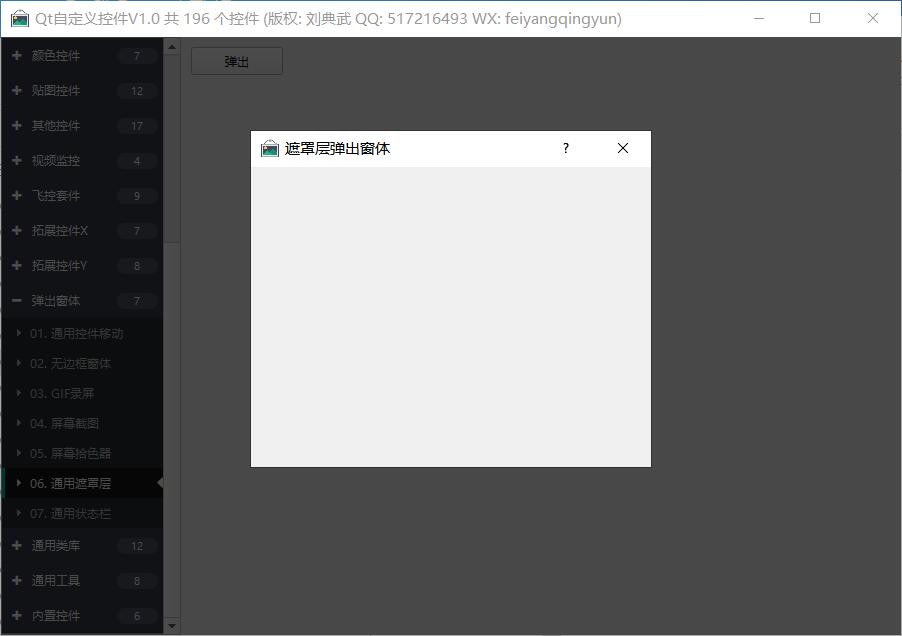 Qt自定义控件V1.0 共 196 个控件 (版权: 刘典武 QQ: 517216493 WX: feiyangqingyun)
颜色控件 7
贴图控件 12
其他控件 17
视频监控 4
飞控套件 9
拓展控件X 7
拓展控件Y 8
弹出窗体 7
01. 通用控件移动
02. 无边框窗体
03. GIF录屏
04. 屏幕截图
05. 屏幕拾色器
06. 通用遮罩层
07. 通用状态栏
通用类库 12
通用工具 8
内置控件 6
弹出
遮罩层弹出窗体 ?